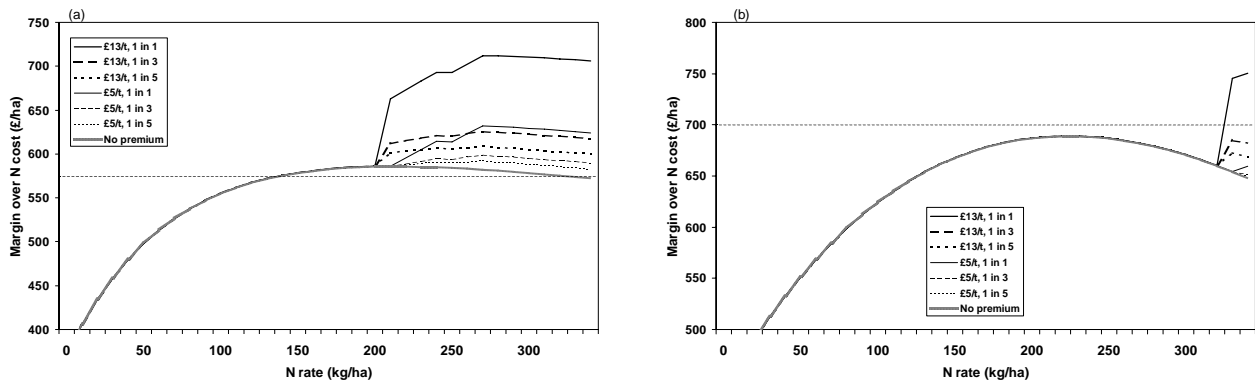 (a)
750
700
650
600
550
500
450
400
Margin over N cost (£/ha)
£13/t, 1 in 1
£13/t, 1 in 3
£13/t, 1 in 5
£5/t, 1 in 1
£5/t, 1 in 3
£5/t, 1 in 5
No premium
0 50 100 150 200 250 300
N rate (kg/ha)
(b)
800
750
700
650
600
550
500
Margin over N cost (£/ha)
£13/t, 1 in 1
£13/t, 1 in 3
£13/t, 1 in 5
£5/t, 1 in 1
£5/t, 1 in 3
£5/t, 1 in 5
No premium
0 50 100 150 200 250 300
N rate (kg/ha)